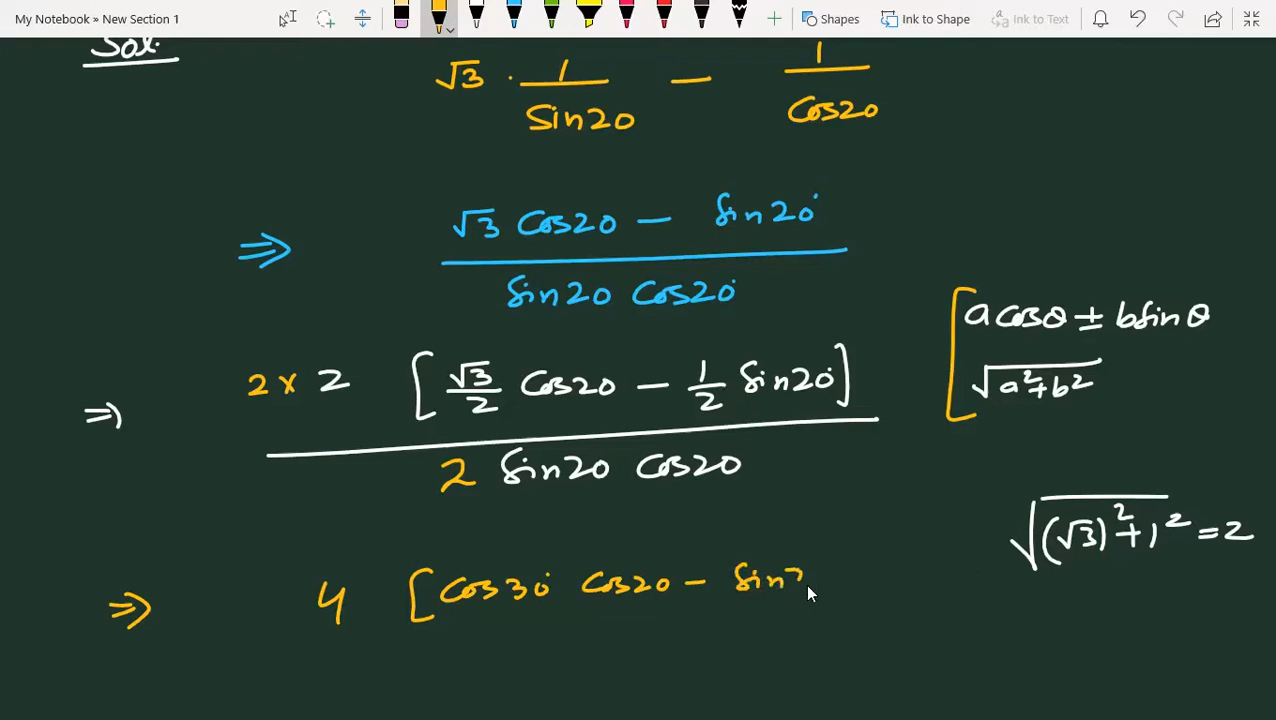 My Notebook » New Section 1
Shapes
Ink to Shape
Ink to Text
Sol.
√3 · 1/Sin20 − 1/Cos20
⇒ √3 Cos20 − Sin20° / Sin20 Cos20°
⇒ 2 × 2 [√3/2 Cos20 − 1/2 Sin20°] / 2 Sin20 Cos20
a cosθ ± b sinθ
√a²+b²
√(√3)²+1² = 2
⇒ 4 [Cos30° Cos20 − Sin